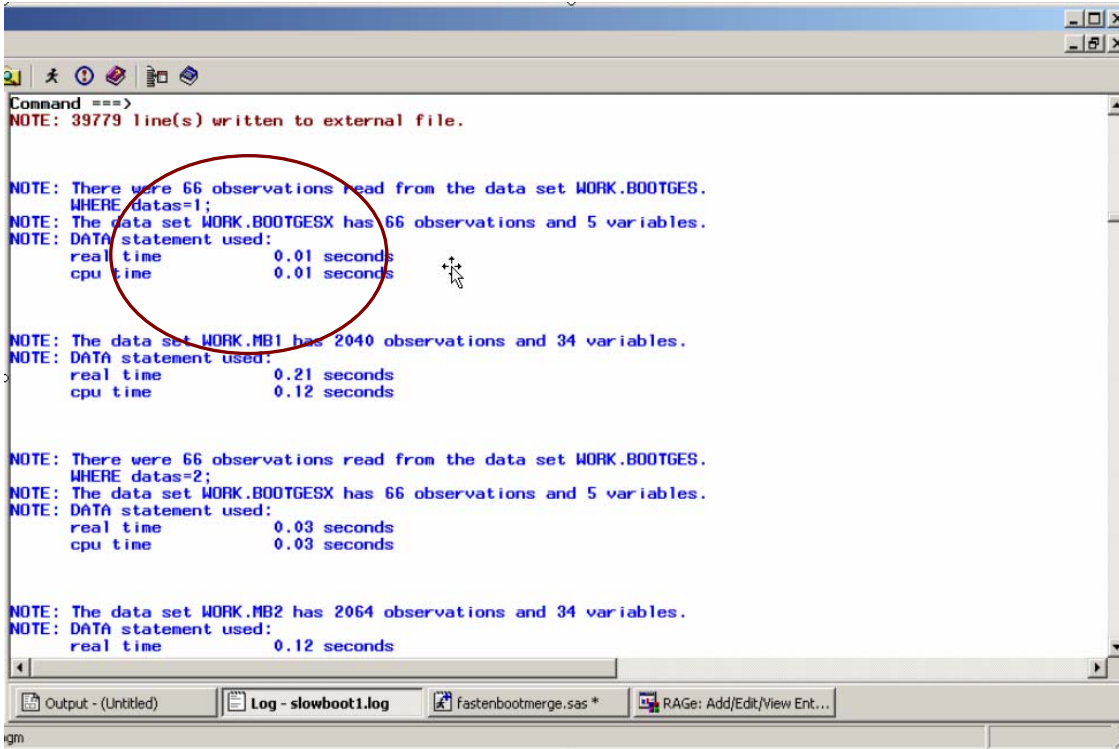 Command ===>
NOTE: 39779 line(s) written to external file.
NOTE: There were 66 observations read from the data set WORK.BOOTGES.
WHERE datas=1;
NOTE: The data set WORK.BOOTGESX has 66 observations and 5 variables.
NOTE: DATA statement used:
real time 0.01 seconds
cpu time 0.01 seconds
NOTE: The data set WORK.MB1 has 2040 observations and 34 variables.
NOTE: DATA statement used:
real time 0.21 seconds
cpu time 0.12 seconds
NOTE: There were 66 observations read from the data set WORK.BOOTGES.
WHERE datas=2;
NOTE: The data set WORK.BOOTGESX has 66 observations and 5 variables.
NOTE: DATA statement used:
real time 0.03 seconds
cpu time 0.03 seconds
NOTE: The data set WORK.MB2 has 2064 observations and 34 variables.
NOTE: DATA statement used:
real time 0.12 seconds
Output - (Untitled) Log - slowboot1.log fastenbootmerge.sas * RAGe: Add/Edit/View Ent...
gm